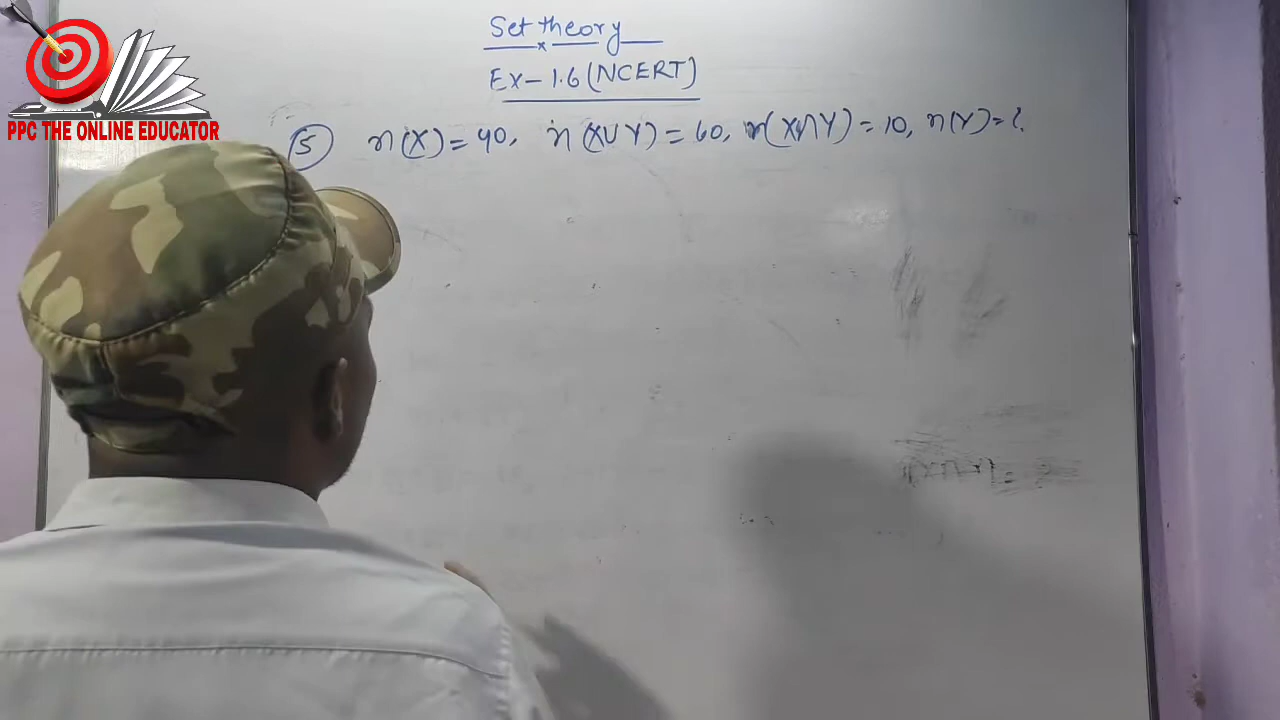 Set theory
Ex-1.6 (NCERT)
PPC THE ONLINE EDUCATOR
5 n(X) = 40, n(X∪Y) = 60, n(X∩Y) = 10, n(Y) = ?